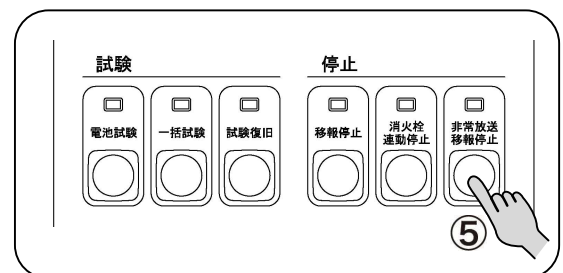 試験
停止
電池試験
一括試験
試験復旧
移報停止
消火栓
連動停止
非常放送
移報停止
⑤